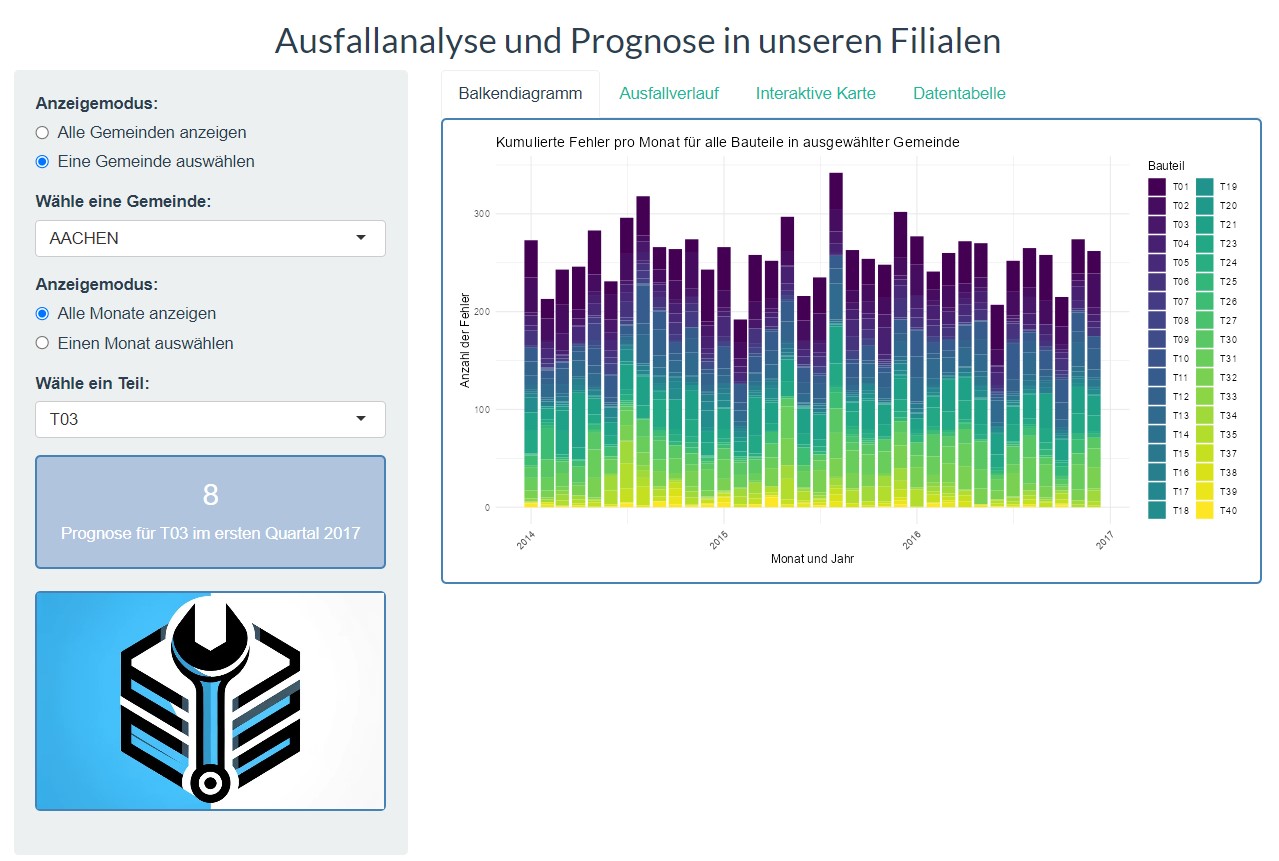 Ausfallanalyse und Prognose in unseren Filialen
Anzeigemodus:
Alle Gemeinden anzeigen
Eine Gemeinde auswählen
Wähle eine Gemeinde:
AACHEN
Anzeigemodus:
Alle Monate anzeigen
Einen Monat auswählen
Wähle ein Teil:
T03
8
Prognose für T03 im ersten Quartal 2017
Balkendiagramm Ausfallverlauf Interaktive Karte Datentabelle
Kumulierte Fehler pro Monat für alle Bauteile in ausgewählter Gemeinde
Anzahl der Fehler
300
200
100
0
2014 2015 2016 2017
Monat und Jahr
Bauteil
T01 T19
T02 T20
T03 T21
T04 T23
T05 T24
T06 T25
T07 T26
T08 T27
T09 T30
T10 T31
T11 T32
T12 T33
T13 T34
T14 T35
T15 T37
T16 T38
T17 T39
T18 T40